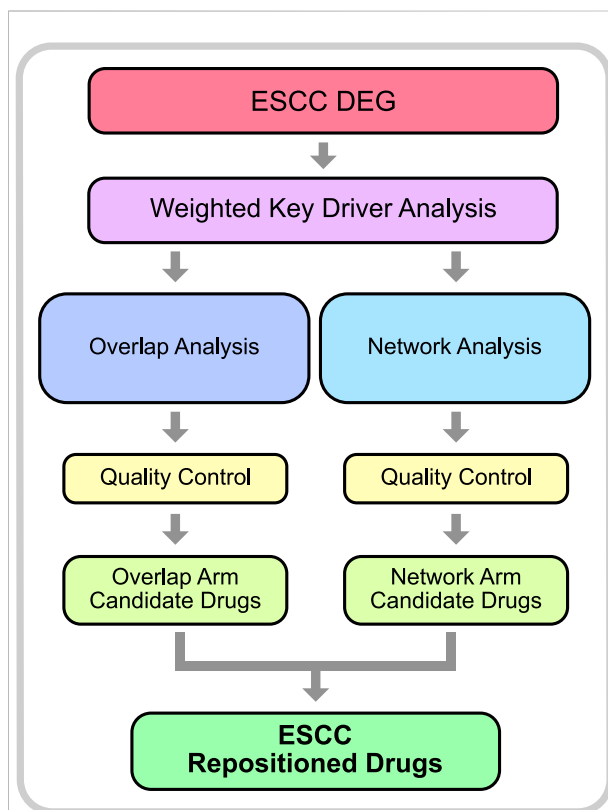 ESCC DEG
Weighted Key Driver Analysis
Overlap Analysis
Network Analysis
Quality Control
Quality Control
Overlap Arm
Candidate Drugs
Network Arm
Candidate Drugs
ESCC
Repositioned Drugs